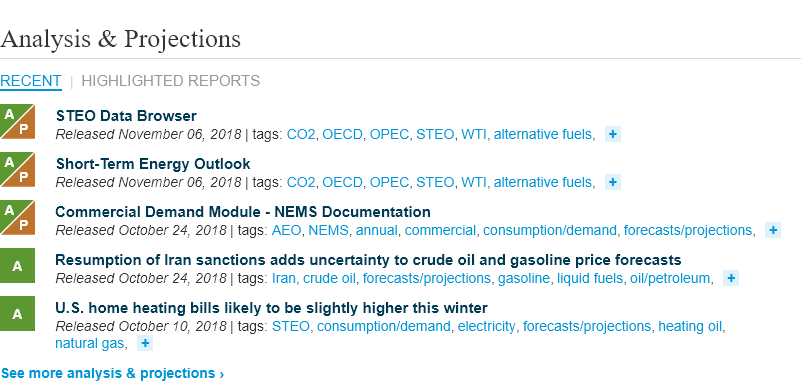 Analysis & Projections
RECENT | HIGHLIGHTED REPORTS
A P STEO Data Browser
Released November 06, 2018 | tags: CO2, OECD, OPEC, STEO, WTI, alternative fuels, +
A P Short-Term Energy Outlook
Released November 06, 2018 | tags: CO2, OECD, OPEC, STEO, WTI, alternative fuels, +
A P Commercial Demand Module - NEMS Documentation
Released October 24, 2018 | tags: AEO, NEMS, annual, commercial, consumption/demand, forecasts/projections, +
A Resumption of Iran sanctions adds uncertainty to crude oil and gasoline price forecasts
Released October 24, 2018 | tags: Iran, crude oil, forecasts/projections, gasoline, liquid fuels, oil/petroleum, +
A U.S. home heating bills likely to be slightly higher this winter
Released October 10, 2018 | tags: STEO, consumption/demand, electricity, forecasts/projections, heating oil,
natural gas, +
See more analysis & projections ›